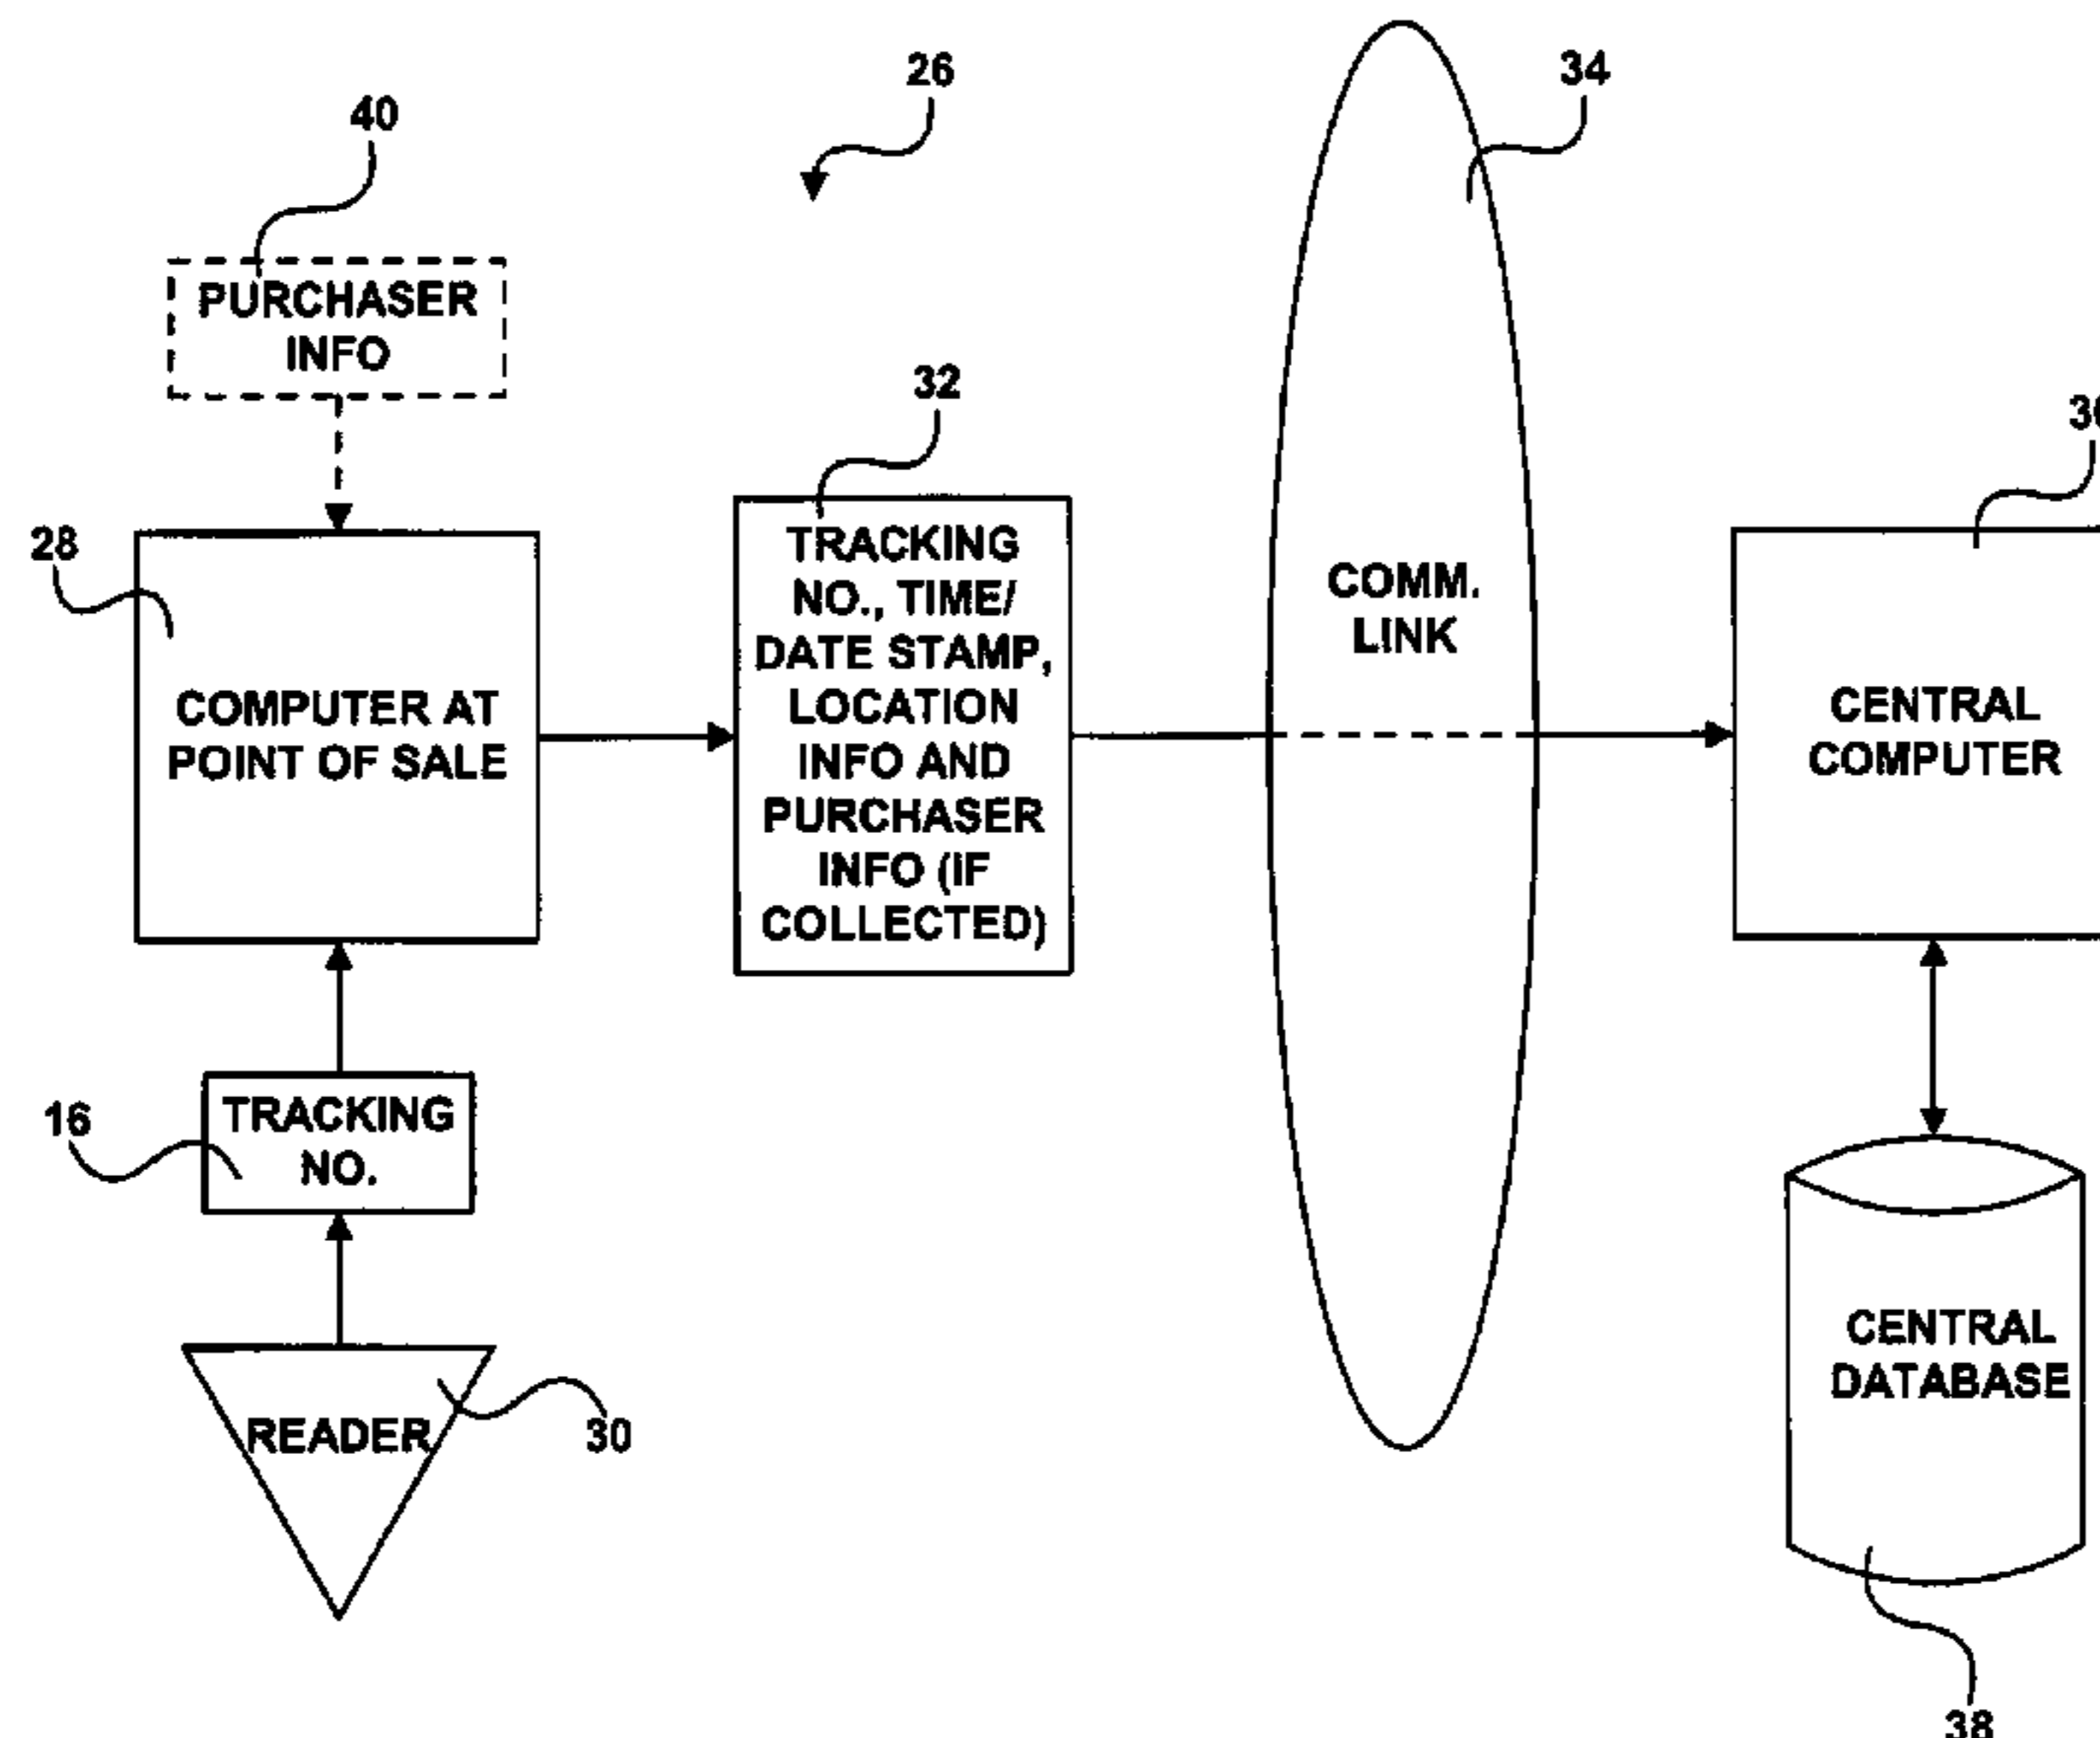 26
34
40
PURCHASER
INFO
32
28
COMPUTER AT
POINT OF SALE
TRACKING
NO., TIME/
DATE STAMP,
LOCATION
INFO AND
PURCHASER
INFO (IF
COLLECTED)
COMM.
LINK
CENTRAL
COMPUTER
16
TRACKING
NO.
READER
30
CENTRAL
DATABASE
38